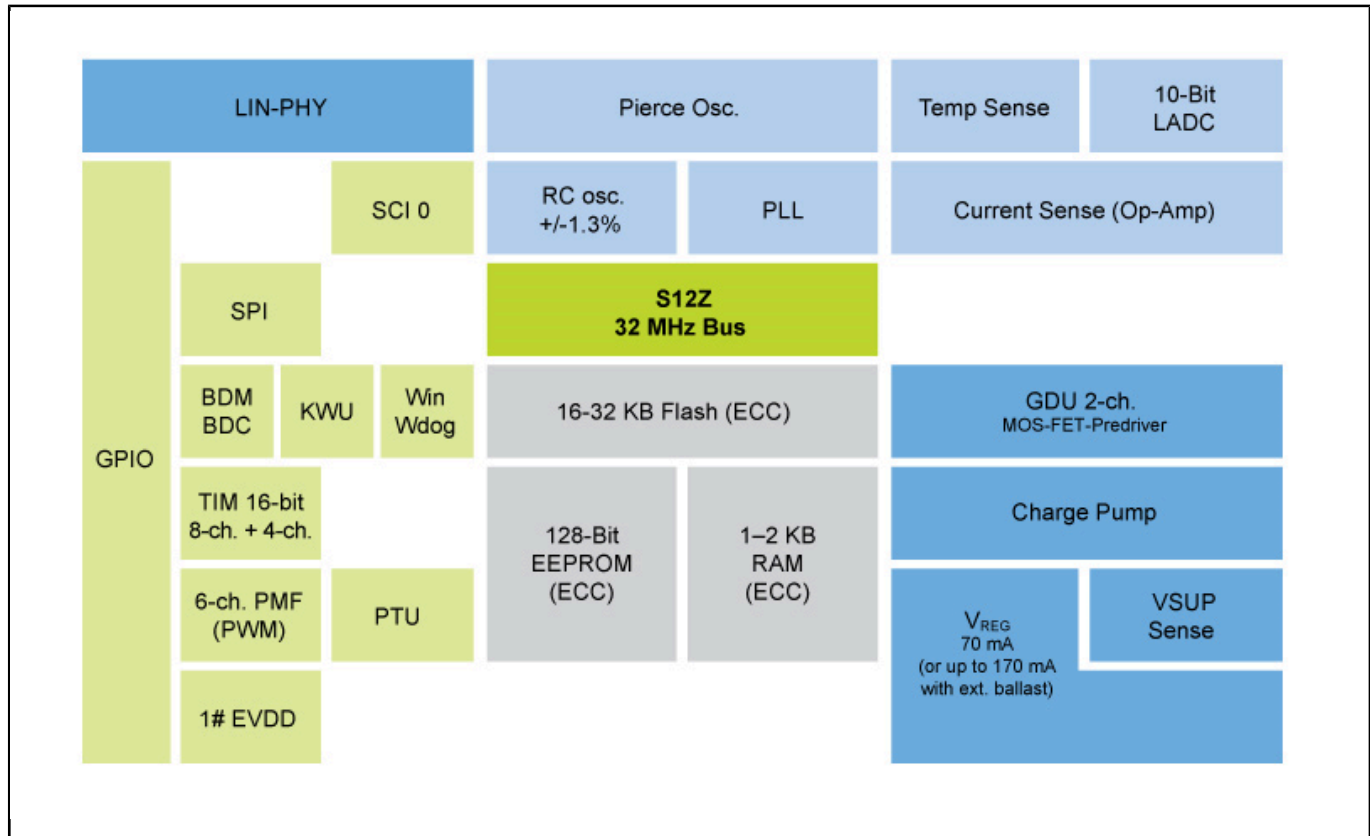 LIN-PHY
Pierce Osc.
Temp Sense
10-Bit
LADC
SCI 0
RC osc.
+/-1.3%
PLL
Current Sense (Op-Amp)
SPI
S12Z
32 MHz Bus
GPIO
BDM
BDC
KWU
Win
Wdog
16-32 KB Flash (ECC)
GDU 2-ch.
MOS-FET-Predriver
TIM 16-bit
8-ch. + 4-ch.
128-Bit
EEPROM
(ECC)
1–2 KB
RAM
(ECC)
Charge Pump
6-ch. PMF
(PWM)
PTU
VREG
70 mA
(or up to 170 mA
with ext. ballast)
VSUP
Sense
1# EVDD